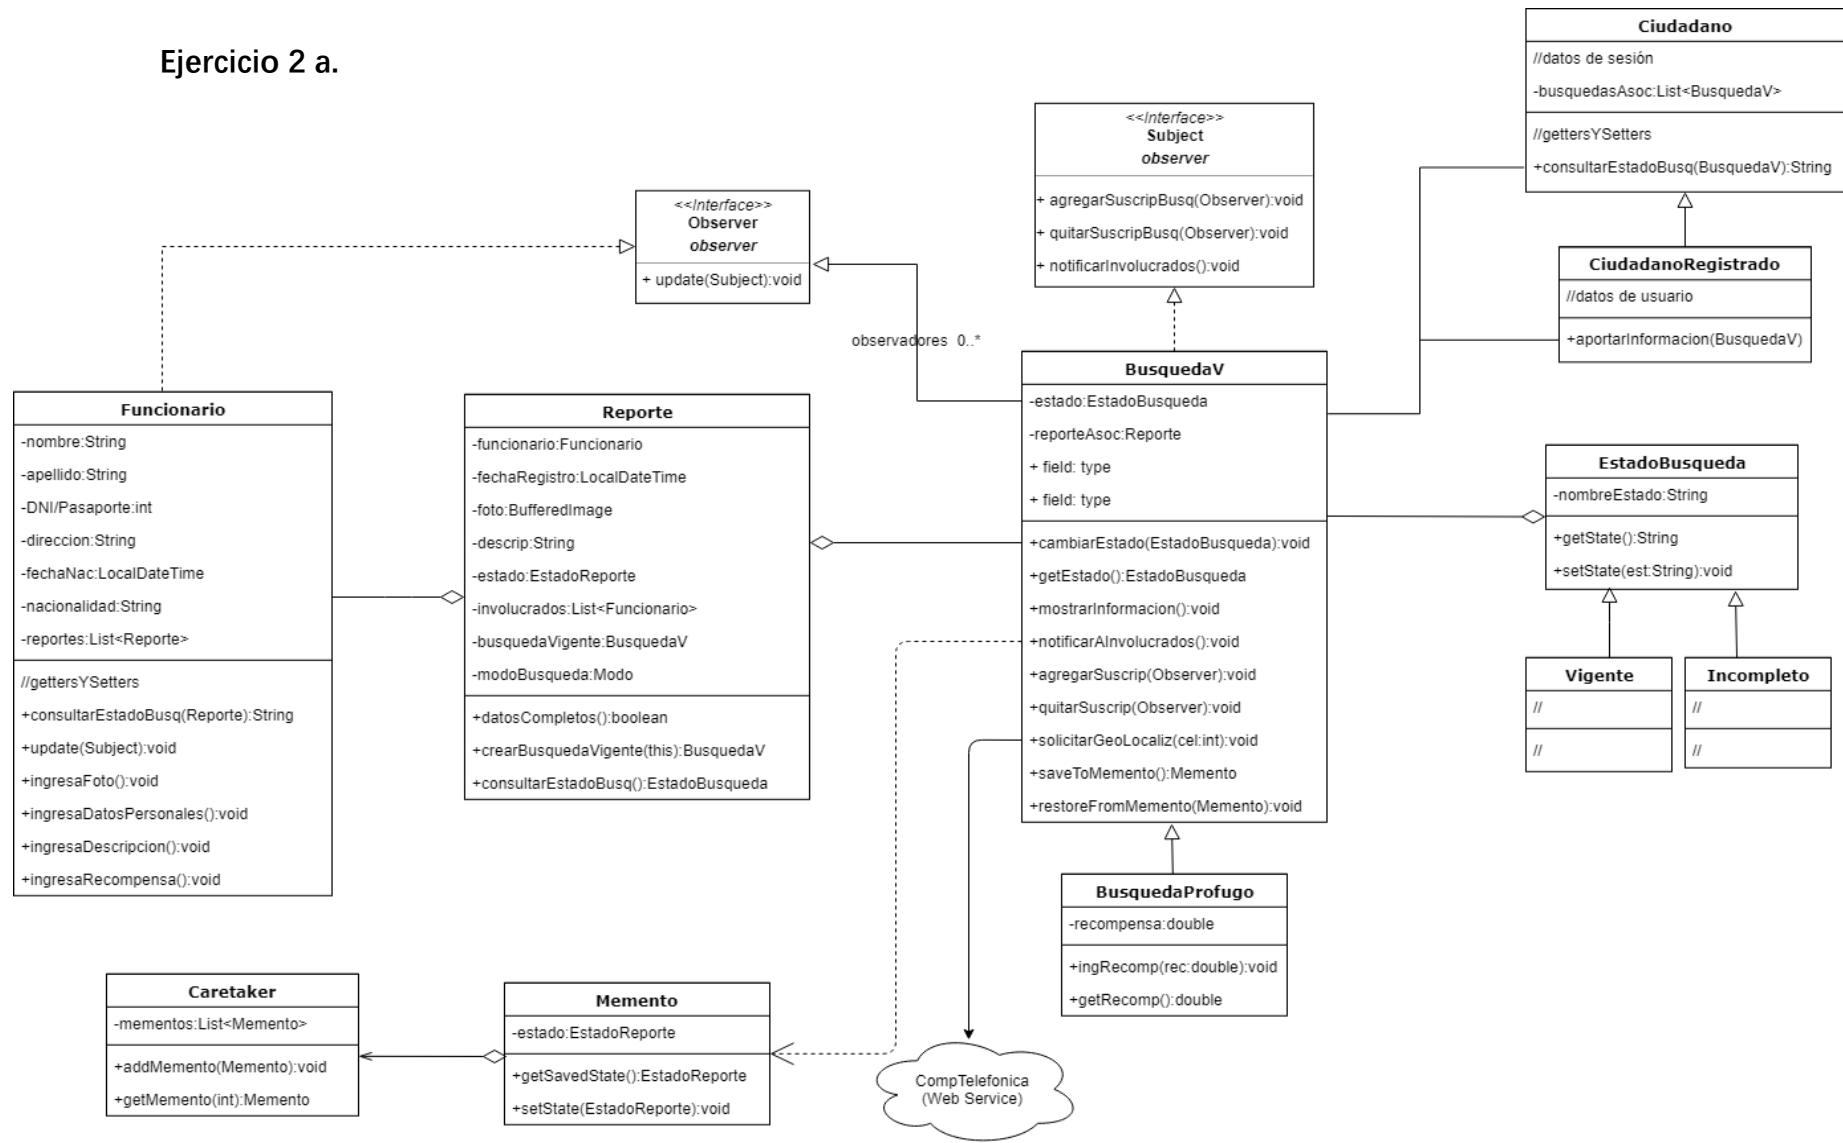 Ejercicio 2 a.
Ciudadano
//datos de sesión
-busquedasAsoc:List<BusquedaV>
//gettersYSetters
+consultarEstadoBusq(BusquedaV):String
<<Interface>>
Subject
observer
+ agregarSuscripBusq(Observer):void
+ quitarSuscripBusq(Observer):void
+ notificarInvolucrados():void
<<Interface>>
Observer
observer
+ update(Subject):void
CiudadanoRegistrado
//datos de usuario
+aportarInformacion(BusquedaV)
observadores 0..*
Funcionario
-nombre:String
-apellido:String
-DNI/Pasaporte:int
-direccion:String
-fechaNac:LocalDateTime
-nacionalidad:String
-reportes:List<Reporte>
//gettersYSetters
+consultarEstadoBusq(Reporte):String
+update(Subject):void
+ingresaFoto():void
+ingresaDatosPersonales():void
+ingresaDescripcion():void
+ingresaRecompensa():void
Reporte
-funcionario:Funcionario
-fechaRegistro:LocalDateTime
-foto:BufferedImage
-descrip:String
-estado:EstadoReporte
-involucrados:List<Funcionario>
-busquedaVigente:BusquedaV
-modoBusqueda:Modo
+datosCompletos():boolean
+crearBusquedaVigente(this):BusquedaV
+consultarEstadoBusq():EstadoBusqueda
BusquedaV
-estado:EstadoBusqueda
-reporteAsoc:Reporte
+ field: type
+ field: type
+cambiarEstado(EstadoBusqueda):void
+getEstado():EstadoBusqueda
+mostrarInformacion():void
+notificarAInvolucrados():void
+agregarSuscrip(Observer):void
+quitarSuscrip(Observer):void
+solicitarGeoLocaliz(cel:int):void
+saveToMemento():Memento
+restoreFromMemento(Memento):void
EstadoBusqueda
-nombreEstado:String
+getState():String
+setState(est:String):void
Vigente
//
//
Incompleto
//
//
BusquedaProfugo
-recompensa:double
+ingRecomp(rec:double):void
+getRecomp():double
Caretaker
-mementos:List<Memento>
+addMemento(Memento):void
+getMemento(int):Memento
Memento
-estado:EstadoReporte
+getSavedState():EstadoReporte
+setState(EstadoReporte):void
CompTelefonica
(Web Service)